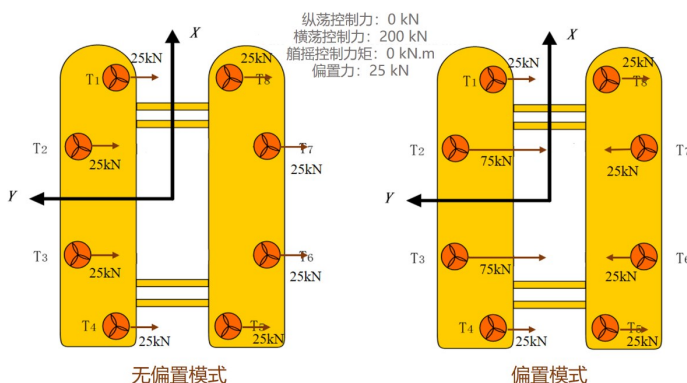 纵荡控制力：0 kN
横荡控制力：200 kN
艏摇控制力矩：0 kN.m
偏置力：25 kN
X
25kN
25kN
T1
T8
T2
25kN
T7
25kN
Y
T3
25kN
T6
25kN
T4
25kN
T5
25kN
无偏置模式
X
25kN
25kN
T1
T8
T2
75kN
T7
25kN
Y
T3
75kN
T6
25kN
T4
25kN
T5
25kN
偏置模式